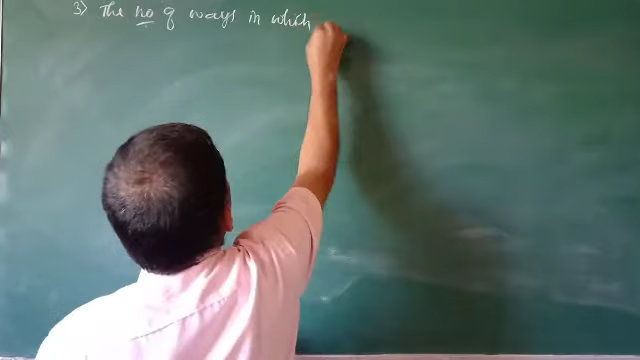 3) The no of ways in which